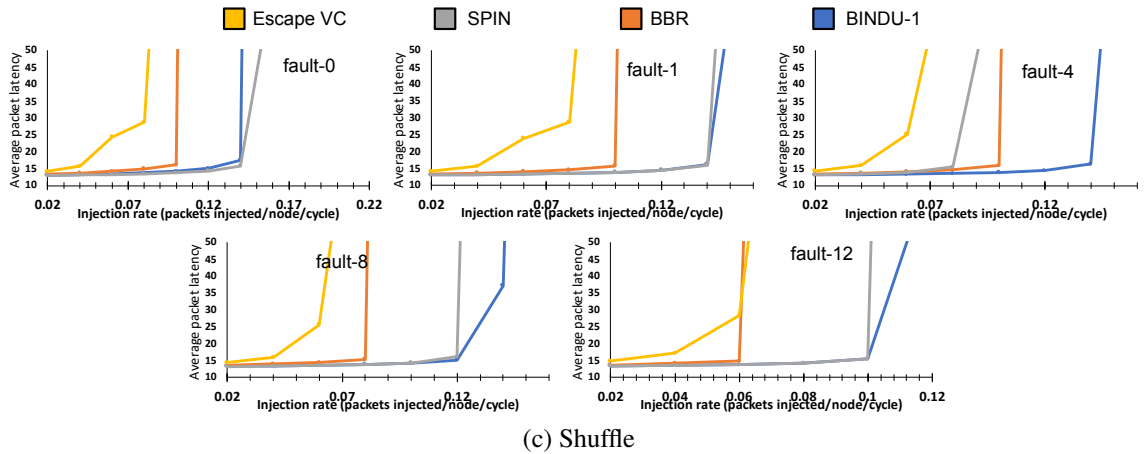 Escape VC SPIN BBR BINDU-1
Average packet latency
50
45
40
35
30
25
20
15
10
fault-0
0.02 0.07 0.12 0.17 0.22
Injection rate (packets injected/node/cycle)
Average packet latency
50
45
40
35
30
25
20
15
10
fault-1
0.02 0.07 0.12
Injection rate (packets injected/node/cycle)
Average packet latency
50
45
40
35
30
25
20
15
10
fault-4
0.02 0.07 0.12
Injection rate (packets injected/node/cycle)
Average packet latency
50
45
40
35
30
25
20
15
10
fault-8
0.02 0.07 0.12
Injection rate (packets injected/node/cycle)
Average packet latency
50
45
40
35
30
25
20
15
10
fault-12
0.02 0.04 0.06 0.08 0.1 0.12
Injection rate (packets injected/node/cycle)
(c) Shuffle